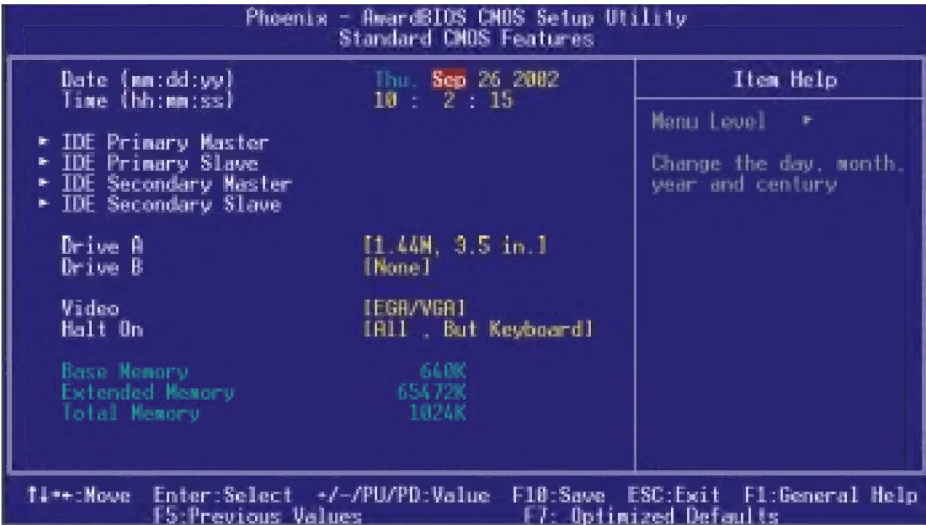 Phoenix - AwardBIOS CMOS Setup Utility
Standard CMOS Features
Date (mm:dd:yy) Thu, Sep 26 2002
Time (hh:mm:ss) 10 : 2 : 15
► IDE Primary Master
► IDE Primary Slave
► IDE Secondary Master
► IDE Secondary Slave
Drive A [1.44M, 3.5 in.]
Drive B [None]
Video [EGA/VGA]
Halt On [All , But Keyboard]
Base Memory 640K
Extended Memory 65472K
Total Memory 1024K
Item Help
Menu Level ►
Change the day, month,
year and century
↑↓→←:Move Enter:Select +/-/PU/PD:Value F10:Save ESC:Exit F1:General Help
F5:Previous Values F7: Optimized Defaults